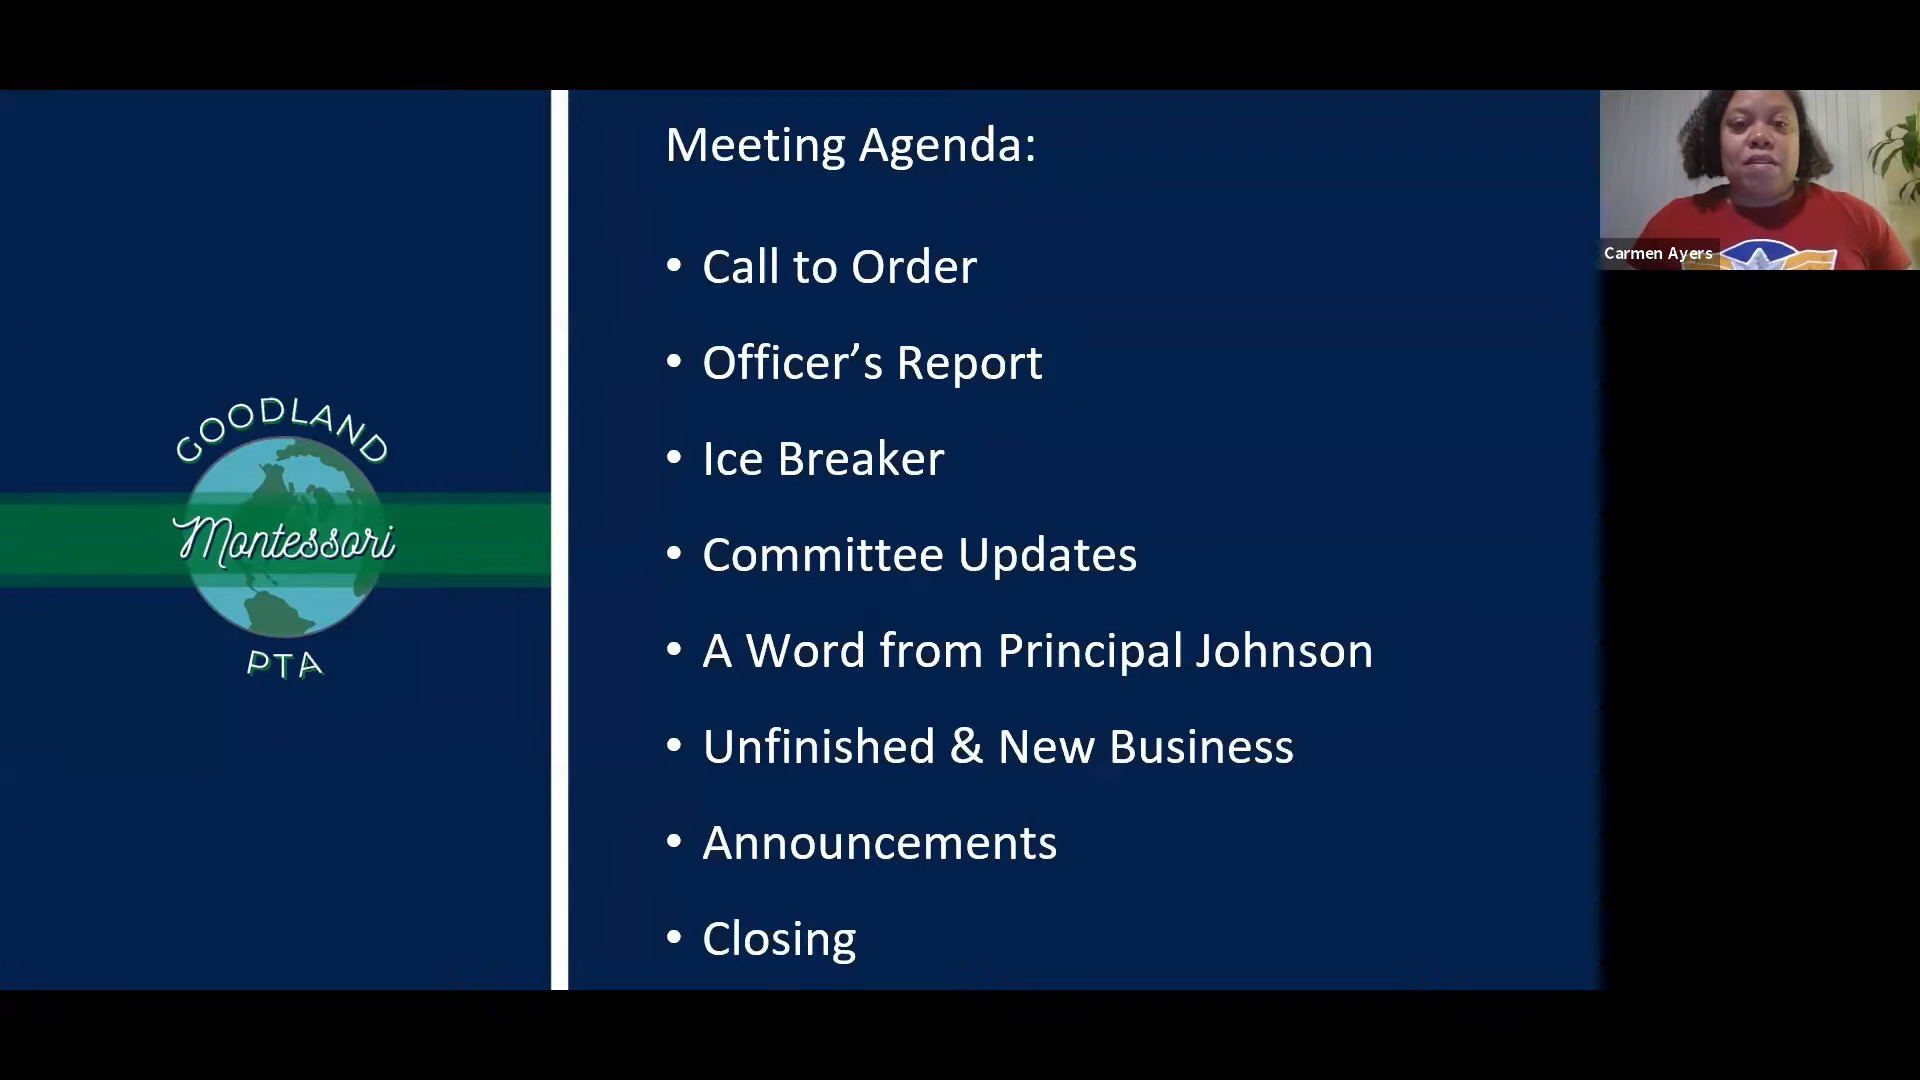 GOODLAND
Montessori
PTA
Meeting Agenda:
• Call to Order
• Officer’s Report
• Ice Breaker
• Committee Updates
• A Word from Principal Johnson
• Unfinished & New Business
• Announcements
• Closing
Carmen Ayers